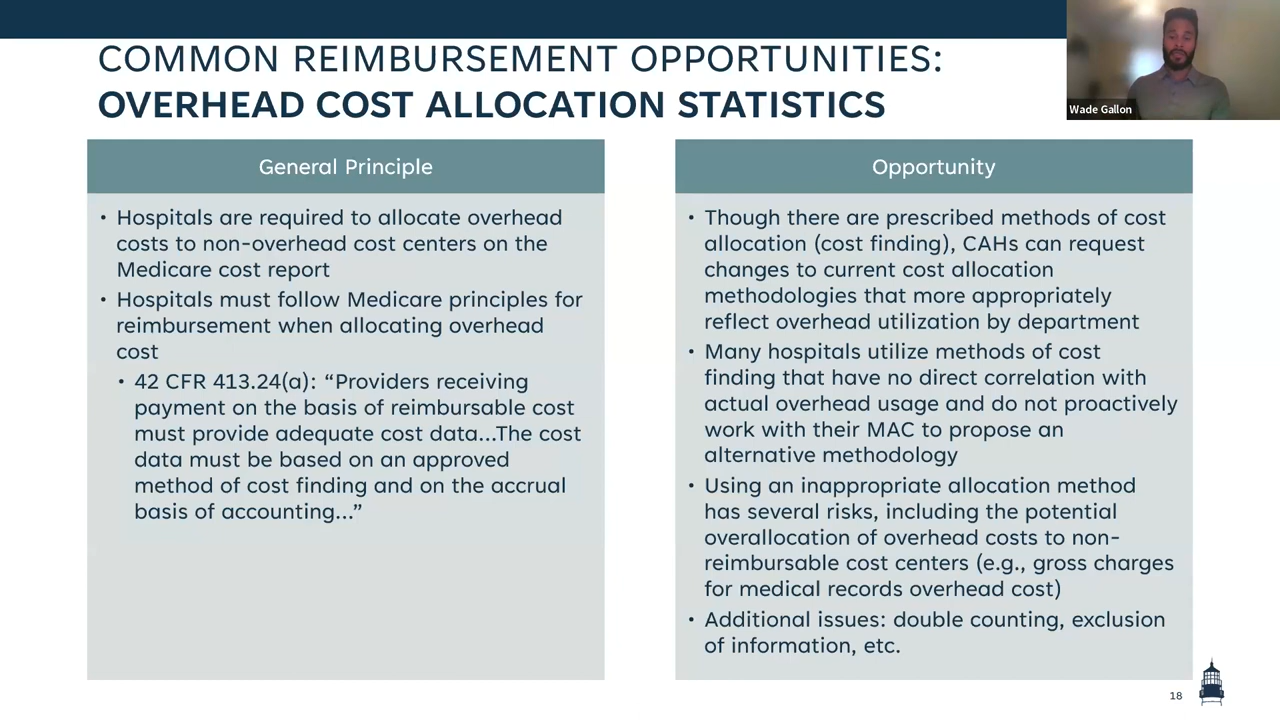 COMMON REIMBURSEMENT OPPORTUNITIES:
OVERHEAD COST ALLOCATION STATISTICS
Wade Gallon
General Principle
• Hospitals are required to allocate overhead
costs to non-overhead cost centers on the
Medicare cost report
• Hospitals must follow Medicare principles for
reimbursement when allocating overhead
cost
• 42 CFR 413.24(a): “Providers receiving
payment on the basis of reimbursable cost
must provide adequate cost data...The cost
data must be based on an approved
method of cost finding and on the accrual
basis of accounting...”
Opportunity
• Though there are prescribed methods of cost
allocation (cost finding), CAHs can request
changes to current cost allocation
methodologies that more appropriately
reflect overhead utilization by department
• Many hospitals utilize methods of cost
finding that have no direct correlation with
actual overhead usage and do not proactively
work with their MAC to propose an
alternative methodology
• Using an inappropriate allocation method
has several risks, including the potential
overallocation of overhead costs to non-
reimbursable cost centers (e.g., gross charges
for medical records overhead cost)
• Additional issues: double counting, exclusion
of information, etc.
18